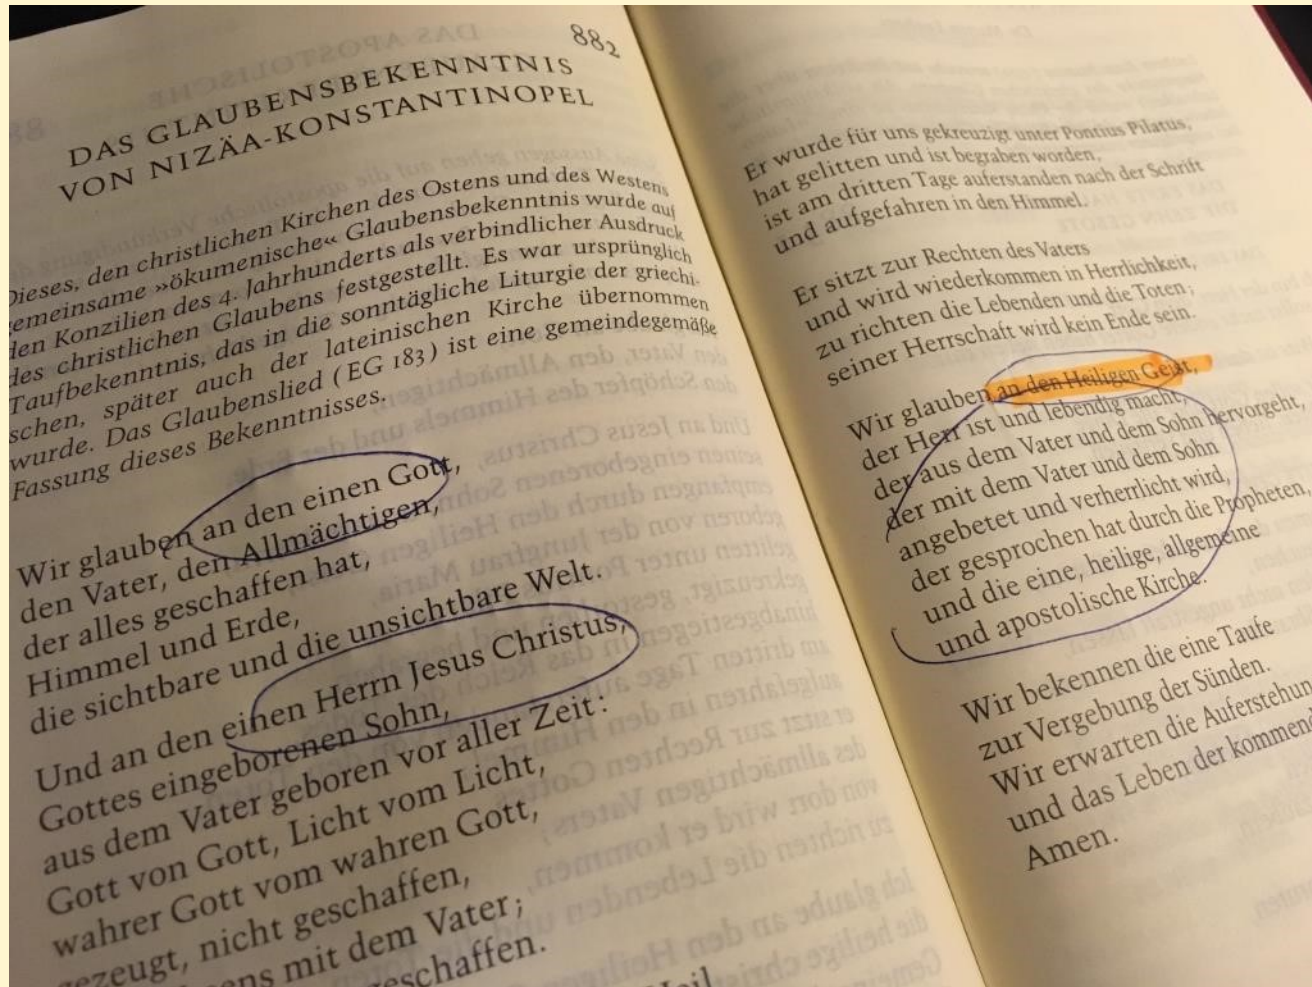 882
DAS GLAUBENSBEKENNTNIS
VON NIZÄA-KONSTANTINOPEL
Dieses, den christlichen Kirchen des Ostens und des Westens
gemeinsame »ökumenische« Glaubensbekenntnis wurde auf
den Konzilien des 4. Jahrhunderts als verbindlicher Ausdruck
des christlichen Glaubens festgestellt. Es war ursprünglich
Taufbekenntnis, das in die sonntägliche Liturgie der griechi-
schen, später auch der lateinischen Kirche übernommen
wurde. Das Glaubenslied (EG 183) ist eine gemeindegemäße
Fassung dieses Bekenntnisses.
Wir glauben an den einen Gott,
den Vater, den Allmächtigen,
der alles geschaffen hat,
Himmel und Erde,
die sichtbare und die unsichtbare Welt.
Und an den einen Herrn Jesus Christus,
Gottes eingeborenen Sohn,
aus dem Vater geboren vor aller Zeit:
Gott von Gott, Licht vom Licht,
wahrer Gott vom wahren Gott,
gezeugt, nicht geschaffen,
mit dem Vater;
geschaffen.
Er wurde für uns gekreuzigt unter Pontius Pilatus,
hat gelitten und ist begraben worden,
ist am dritten Tage auferstanden nach der Schrift
und aufgefahren in den Himmel.
Er sitzt zur Rechten des Vaters
und wird wiederkommen in Herrlichkeit,
zu richten die Lebenden und die Toten;
seiner Herrschaft wird kein Ende sein.
Wir glauben an den Heiligen Geist,
der Herr ist und lebendig macht,
der aus dem Vater und dem Sohn hervorgeht,
der mit dem Vater und dem Sohn
angebetet und verherrlicht wird,
der gesprochen hat durch die Propheten,
und die eine, heilige, allgemeine
und apostolische Kirche.
Wir bekennen die eine Taufe
zur Vergebung der Sünden.
Wir erwarten die Auferstehun
und das Leben der kommend
Amen.